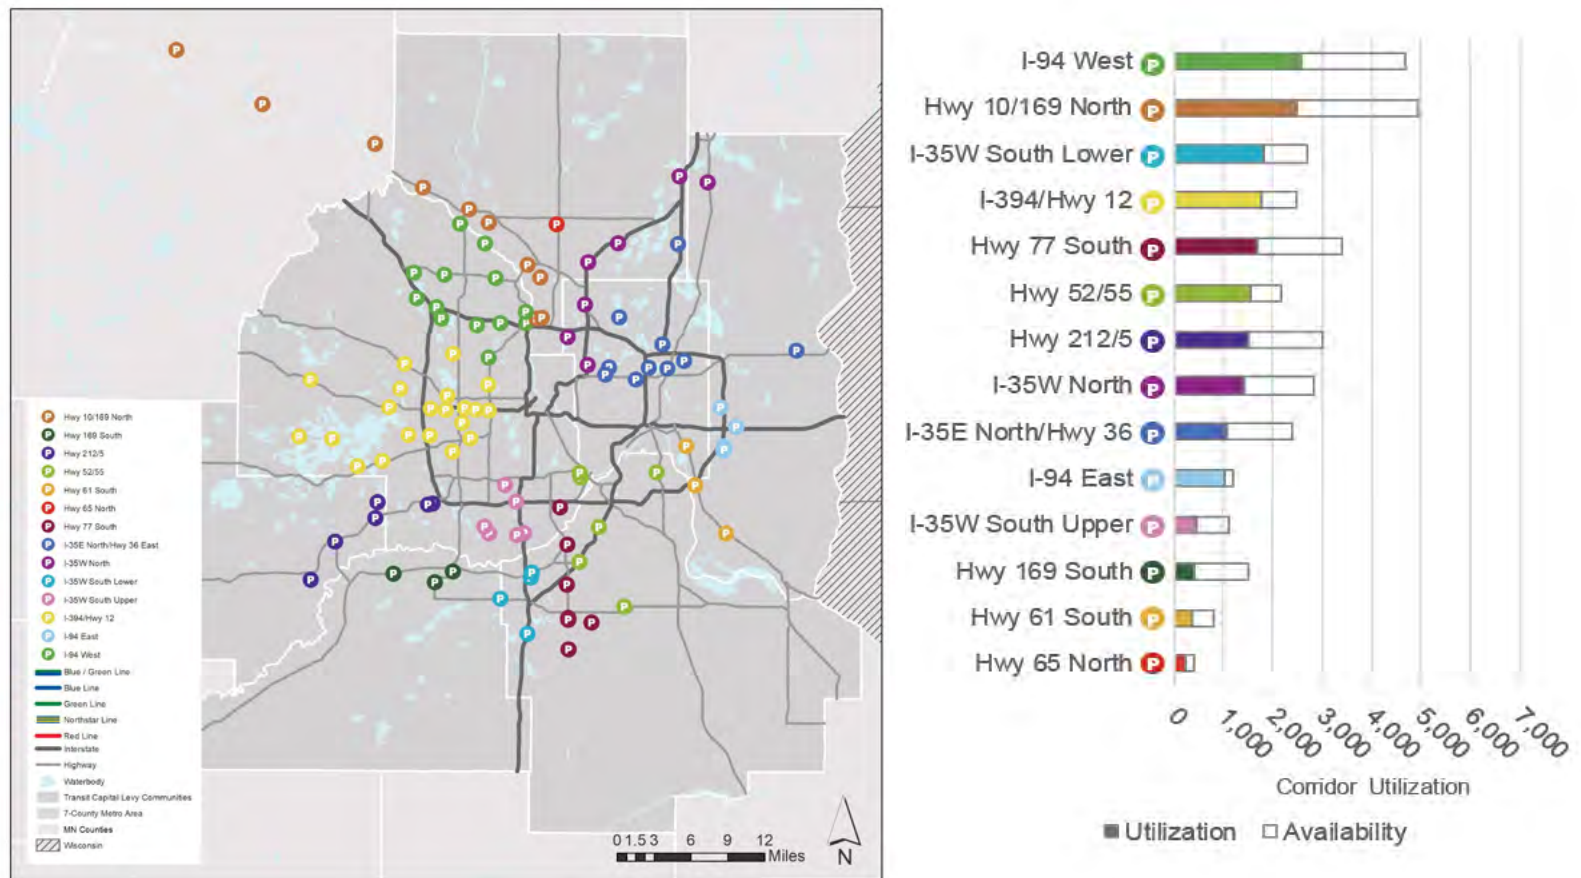 Hwy 10/169 North
Hwy 169 South
Hwy 212/5
Hwy 52/55
Hwy 61 South
Hwy 65 North
Hwy 77 South
I-35E North/Hwy 36 East
I-35W North
I-35W South Lower
I-35W South Upper
I-394/Hwy 12
I-94 East
I-94 West
Blue / Green Line
Blue Line
Green Line
Northstar Line
Red Line
Interstate
Highway
Waterbody
Transit Capital Levy Communities
7-County Metro Area
MN Counties
Wisconsin
0 1.5 3 6 9 12
Miles
N
I-94 West
Hwy 10/169 North
I-35W South Lower
I-394/Hwy 12
Hwy 77 South
Hwy 52/55
Hwy 212/5
I-35W North
I-35E North/Hwy 36
I-94 East
I-35W South Upper
Hwy 169 South
Hwy 61 South
Hwy 65 North
0 1,000 2,000 3,000 4,000 5,000 6,000 7,000
Corridor Utilization
Utilization Availability